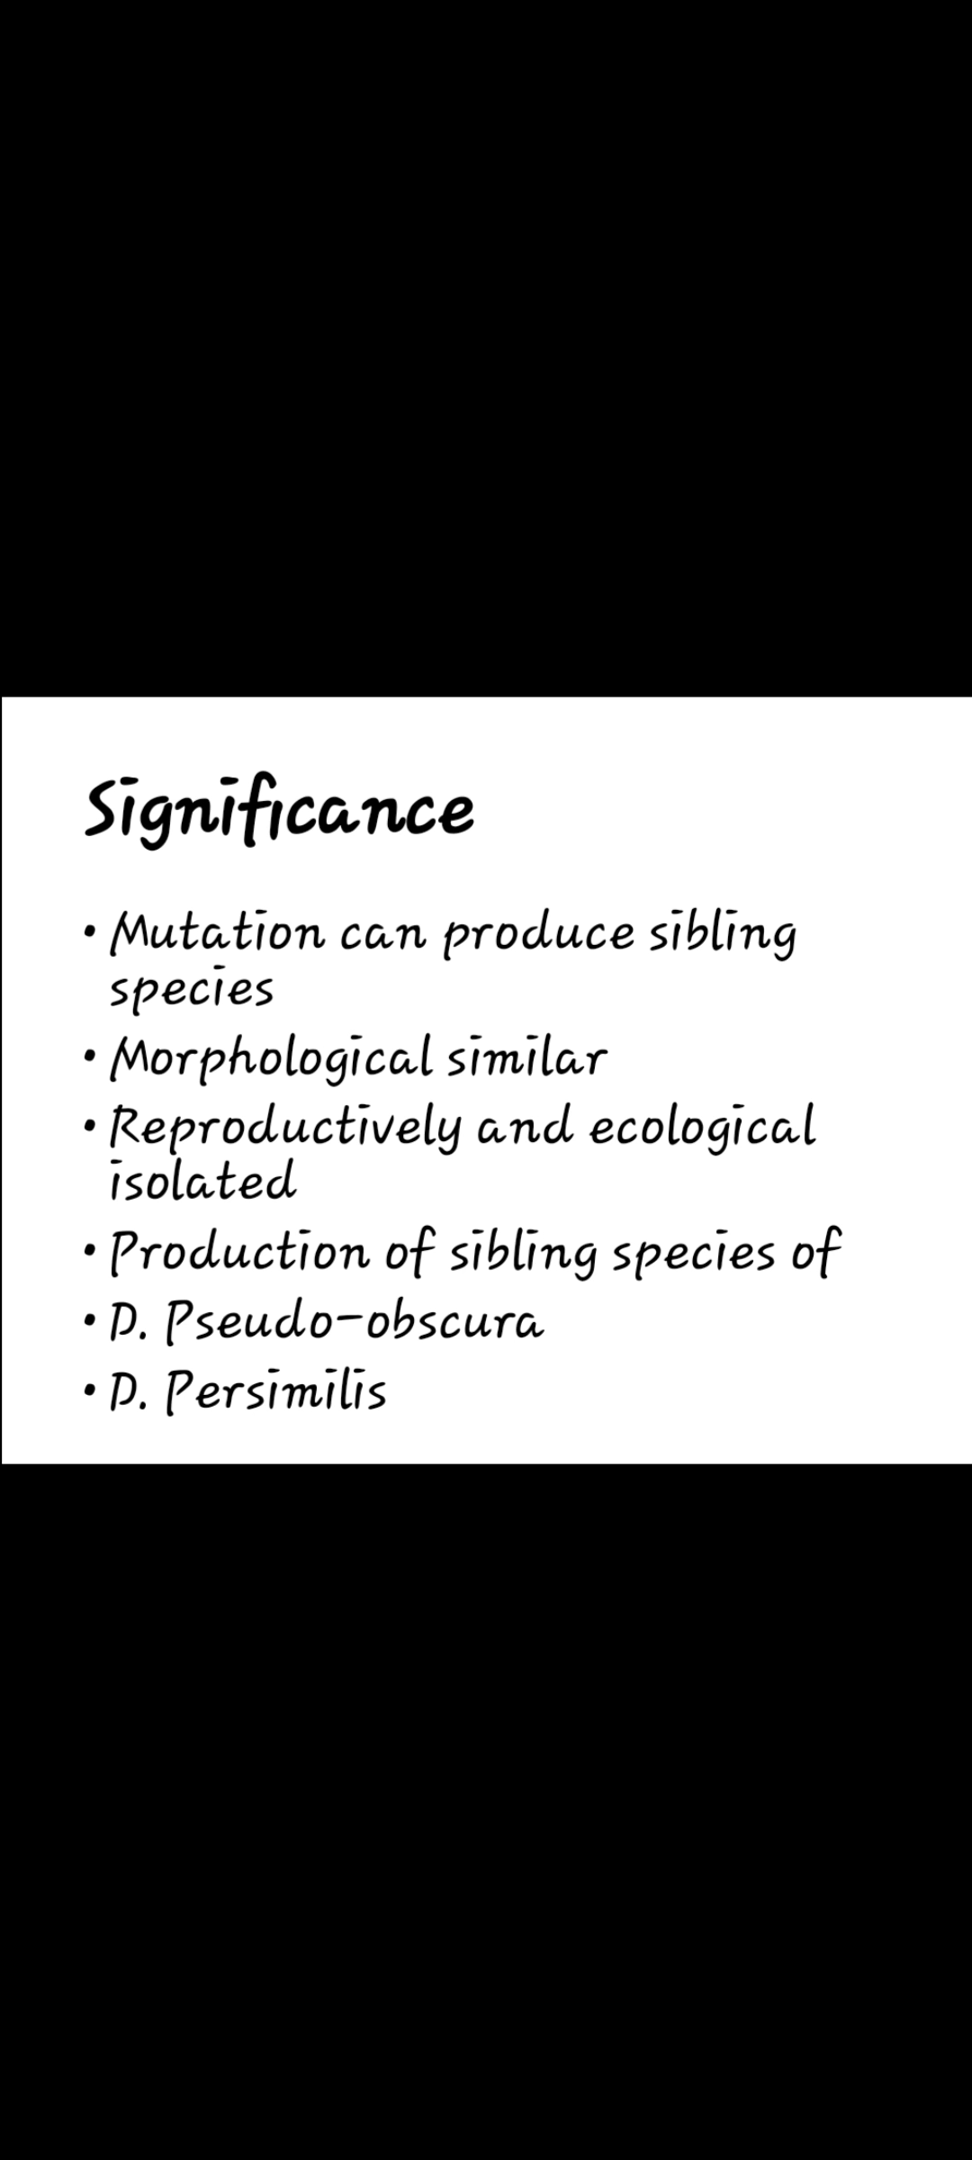 Significance
• Mutation can produce sibling
species
• Morphological similar
• Reproductively and ecological
isolated
• Production of sibling species of
• D. Pseudo-obscura
• D. Persimilis